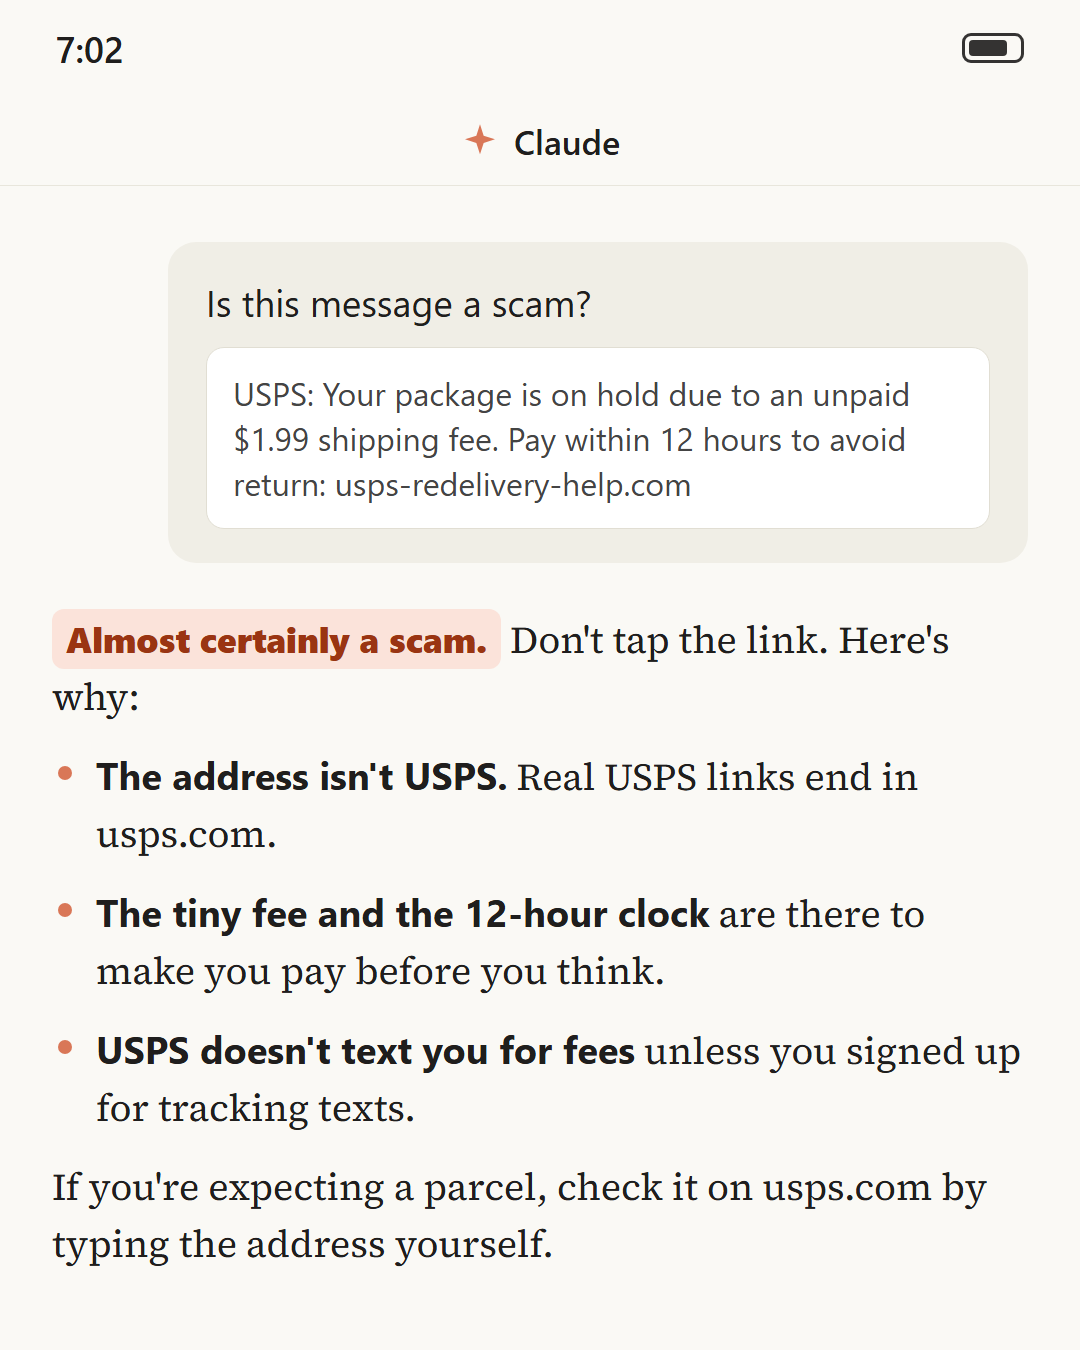 7:02
Claude
Is this message a scam?
USPS: Your package is on hold due to an unpaid
$1.99 shipping fee. Pay within 12 hours to avoid
return: usps-redelivery-help.com
Almost certainly a scam. Don't tap the link. Here's
why:
The address isn't USPS. Real USPS links end in
usps.com.
The tiny fee and the 12-hour clock are there to
make you pay before you think.
USPS doesn't text you for fees unless you signed up
for tracking texts.
If you're expecting a parcel, check it on usps.com by
typing the address yourself.